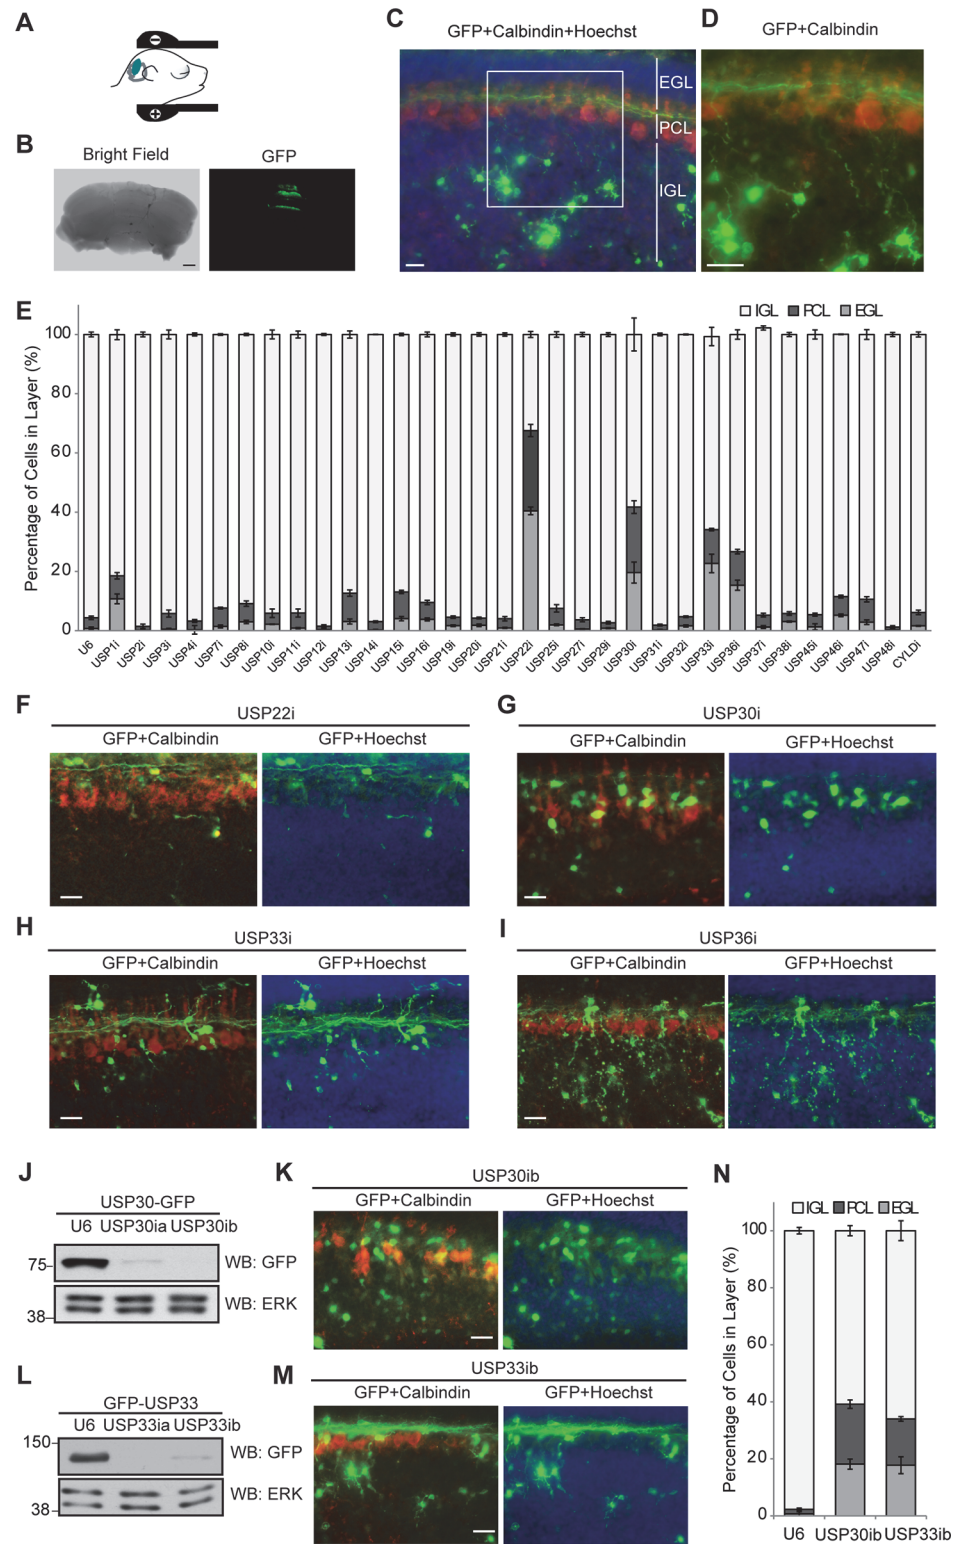 A
B
Bright Field GFP
C
GFP+Calbindin+Hoechst
EGL
PCL
IGL
D
GFP+Calbindin
E
IGL PCL EGL
Percentage of Cells in Layer (%)
100
80
60
40
20
0
U6 USP1i USP2i USP3i USP4i USP7i USP8i USP10i USP11i USP12i USP13i USP14i USP15i USP16i USP19i USP20i USP21i USP22i USP25i USP27i USP29i USP30i USP31i USP32i USP33i USP36i USP37i USP38i USP45i USP46i USP47i USP48i CYLDi
F
USP22i
GFP+Calbindin GFP+Hoechst
G
USP30i
GFP+Calbindin GFP+Hoechst
H
USP33i
GFP+Calbindin GFP+Hoechst
I
USP36i
GFP+Calbindin GFP+Hoechst
J
USP30-GFP
U6 USP30ia USP30ib
75– WB: GFP
WB: ERK
38–
K
USP30ib
GFP+Calbindin GFP+Hoechst
L
GFP-USP33
U6 USP33ia USP33ib
150–
WB: GFP
WB: ERK
38–
M
USP33ib
GFP+Calbindin GFP+Hoechst
N
IGL PCL EGL
Percentage of Cells in Layer (%)
100
80
60
40
20
0
U6 USP30ib USP33ib